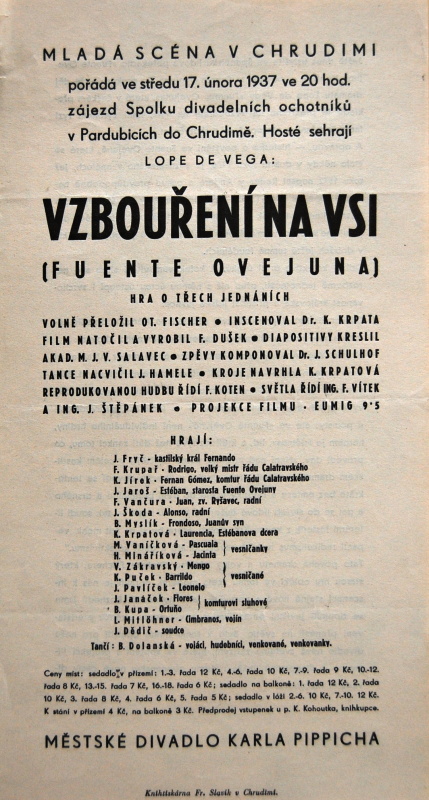 MLADÁ SCÉNA V CHRUDIMI
pořádá ve středu 17. února 1937 ve 20 hod.
zájezd Spolku divadelních ochotníků
v Pardubicích do Chrudimě. Hosté sehrají
LOPE DE VEGA:
VZBOUŘENÍ NA VSI
(FUENTE OVEJUNA)
HRA O TŘECH JEDNÁNÍCH
VOLNĚ PŘELOŽIL OT. FISCHER • INSCENOVAL Dr. K. KRPATA
FILM NATOČIL A VYROBIL F. DUŠEK • DIAPOSITIVY KRESLIL
AKAD. M. J. V. SALAVEC • ZPĚVY KOMPONOVAL Dr. J. SCHULHOF
TANCE NACVIČIL J. HAMELE • KROJE NAVRHLA K. KRPATOVÁ
REPRODUKOVANOU HUDBU ŘÍDÍ F. KOTEN • SVĚTLA ŘÍDÍ ING. F. VÍTEK
A ING. J. ŠTĚPÁNEK • PROJEKCE FILMU - EUMIG 9·5
HRAJÍ:
J. Fryč - kastilský král Fernando
F. Krupař - Rodrigo, velký mistr Řádu Calatravského
K. Jirek - Fernan Gómez, komtur Řádu Calatravského
J. Jaroš - Estéban, starosta Fuente Ovejuny
F. Vančura - Juan, zv. Ryšavec, radní
J. Škoda - Alonso, radní
B. Myslík - Frondoso, Juanův syn
K. Krpatová - Laurencia, Estébanova dcera
M. Vaníčková - Pascuala
H. Mináříková - Jacinta } vesničanky
V. Zákravský - Mengo
K. Puček - Barrildo } vesničané
J. Pavlíček - Leonelo
J. Janáček - Flores
B. Kupa - Ortuňo } komturovi sluhové
L. Mitlöhner - Cimbranos, vojín
J. Dědič - soudce
Tančí: B. Dolanská - vojáci, hudebníci, venkované, venkovanky.
Ceny míst: sedadlo v přízemí: 1.-3. řada 12 Kč, 4.-6. řada 10 Kč, 7.-9. řada 9 Kč, 10.-12.
řada 8 Kč, 13.-15. řada 7 Kč, 16.-18. řada 6 Kč; sedadlo na balkoně: 1. řada 12 Kč, 2. řada
10 Kč, 3. řada 8 Kč, 4. řada 6 Kč, 5. řada 5 Kč; sedadlo v lóži 2.-6. 10 Kč, 7.-10. 12 Kč.
K stání v přízemí 4 Kč, na balkoně 3 Kč. Předprodej vstupenek u p. K. Kohoutka, knihkupce.
MĚSTSKÉ DIVADLO KARLA PIPPICHA
Knihtiskárna Fr. Slavík v Chrudimi.